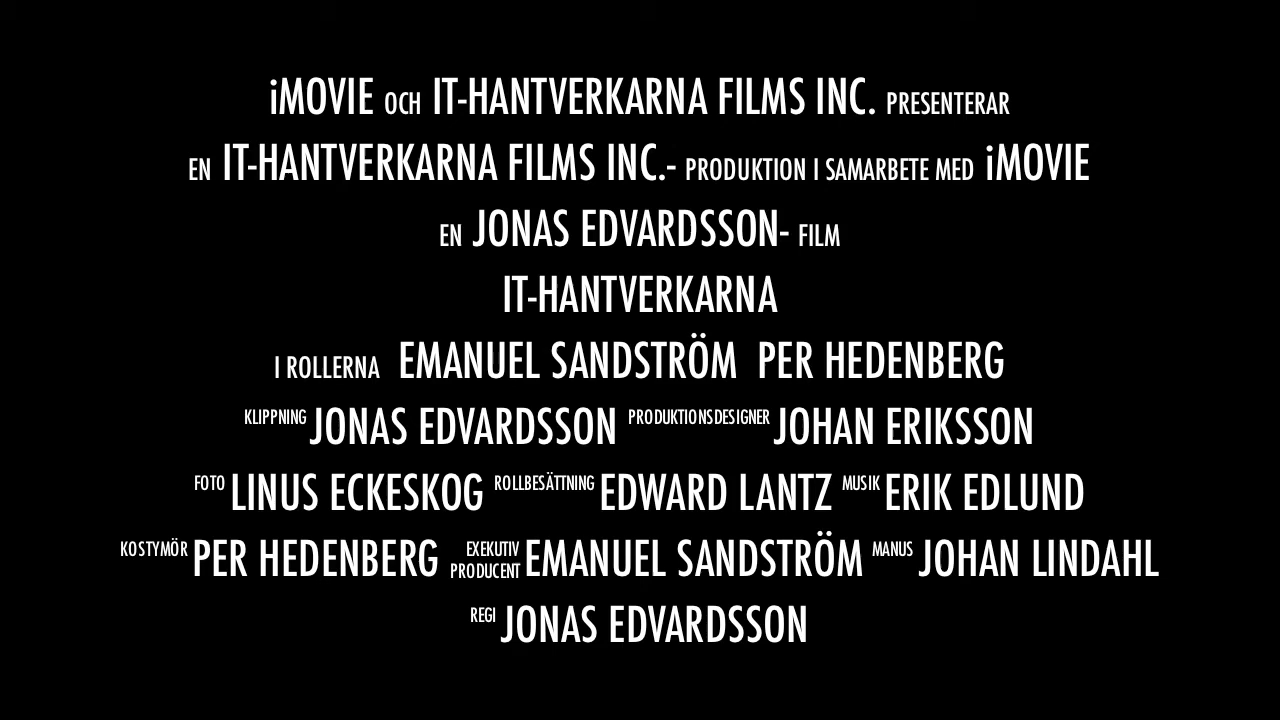 iMOVIE OCH IT-HANTVERKARNA FILMS INC. PRESENTERAR
EN IT-HANTVERKARNA FILMS INC.- PRODUKTION I SAMARBETE MED iMOVIE
EN JONAS EDVARDSSON- FILM
IT-HANTVERKARNA
I ROLLERNA EMANUEL SANDSTRÖM PER HEDENBERG
KLIPPNING JONAS EDVARDSSON PRODUKTIONSDESIGNER JOHAN ERIKSSON
FOTO LINUS ECKESKOG ROLLBESÄTTNING EDWARD LANTZ MUSIK ERIK EDLUND
KOSTYMÖR PER HEDENBERG EXEKUTIV PRODUCENT EMANUEL SANDSTRÖM MANUS JOHAN LINDAHL
REGI JONAS EDVARDSSON